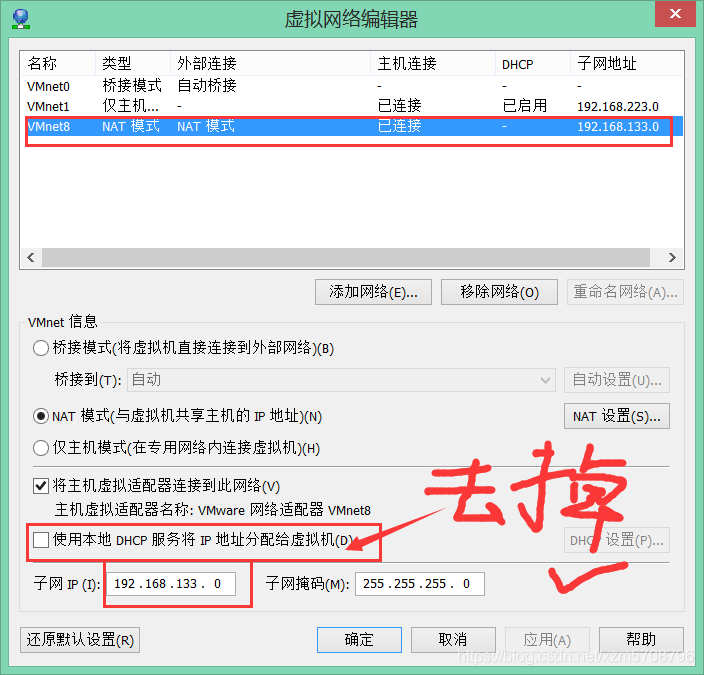 虚拟网络编辑器
名称 类型 外部连接 主机连接 DHCP 子网地址
VMnet0 桥接模式 自动桥接 - - -
VMnet1 仅主机... - 已连接 已启用 192.168.223.0
VMnet8 NAT 模式 NAT 模式 已连接 - 192.168.133.0
添加网络(E)... 移除网络(O) 重命名网络(A)...
VMnet 信息
桥接模式(将虚拟机直接连接到外部网络)(B)
桥接到(T): 自动 自动设置(U)...
NAT 模式(与虚拟机共享主机的 IP 地址)(N) NAT 设置(S)...
仅主机模式(在专用网络内连接虚拟机)(H)
去掉
将主机虚拟适配器连接到此网络(V)
主机虚拟适配器名称: VMware 网络适配器 VMnet8
使用本地 DHCP 服务将 IP 地址分配给虚拟机(D) DHCP 设置(P)...
子网 IP (I): 192.168.133. 0 子网掩码(M): 255.255.255. 0
还原默认设置(R) 确定 取消 应用(A) 帮助
https://blog.csdn.net/xzm5708796